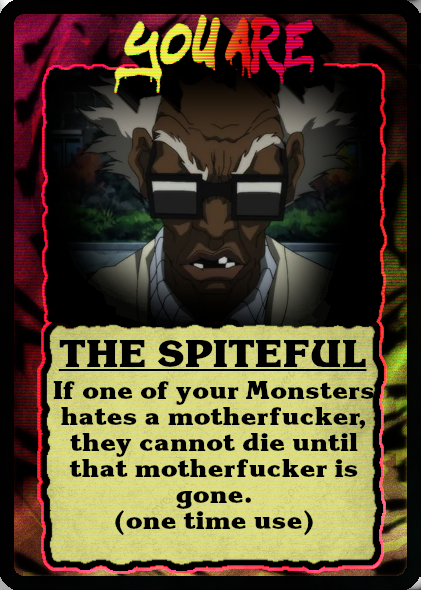 YOU ARE
THE SPITEFUL
If one of your Monsters
hates a motherfucker,
they cannot die until
that motherfucker is
gone.
(one time use)